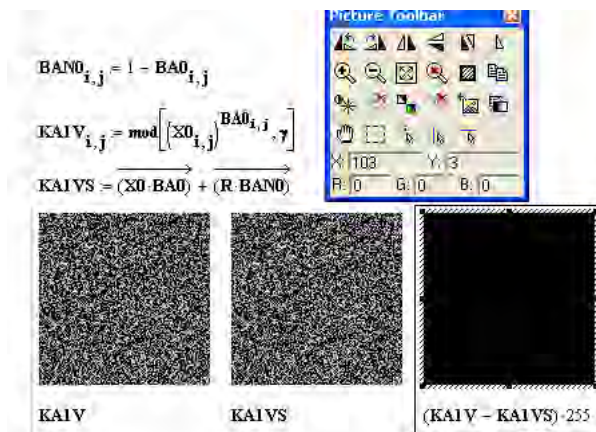 Picture Toolbar
BAN0i,j = 1 − BA0i,j
KA1Vi,j = mod[(X0i,j)^BA0i,j, γ]
KA1VS = (X0·BA0) + (R·BAN0)
X: 103 Y: 3
R: 0 G: 0 B: 0
KA1V KA1VS (KA1V − KA1VS)·255